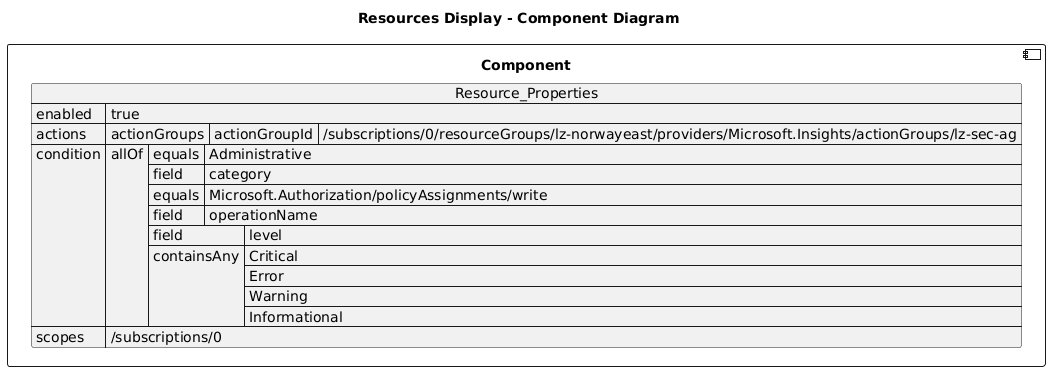 Resources Display - Component Diagram
Component
Resource_Properties
enabled true
actions actionGroups actionGroupId /subscriptions/0/resourceGroups/lz-norwayeast/providers/Microsoft.Insights/actionGroups/lz-sec-ag
condition allOf equals Administrative
field category
equals Microsoft.Authorization/policyAssignments/write
field operationName
field level
containsAny Critical
Error
Warning
Informational
scopes /subscriptions/0